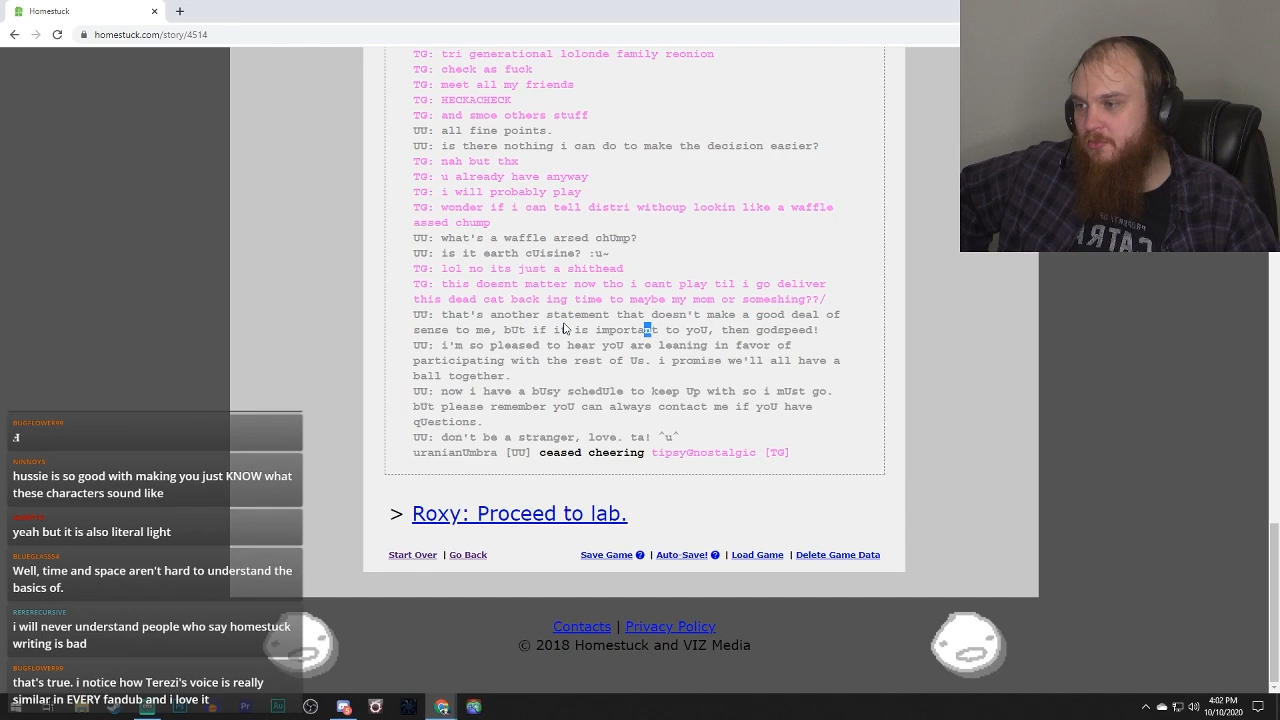 Homestuck
homestuck.com/story/4514
TG: tri generational lolonde family reonion
TG: check as fuck
TG: meet all my friends
TG: HECKACHECK
TG: and smoe others stuff
UU: all fine points.
UU: is there nothing i can do to make the decision easier?
TG: nah but thx
TG: u already have anyway
TG: i will probably play
TG: wonder if i can tell distri withoup lookin like a waffle
assed chump
UU: what's a waffle arsed chUmp?
UU: is it earth cUisine? :u~
TG: lol no its just a shithead
TG: this doesnt matter now tho i cant play til i go deliver
this dead cat back ing time to maybe my mom or someshing??/
UU: that's another statement that doesn't make a good deal of
sense to me, bUt if it is important to yoU, then godspeed!
UU: i'm so pleased to hear yoU are leaning in favor of
participating with the rest of Us. i promise we'll all have a
ball together.
UU: now i have a bUsy schedUle to keep Up with so i mUst go.
bUt please remember yoU can always contact me if yoU have
qUestions.
UU: don't be a stranger, love. ta! ^u^
uranianUmbra [UU] ceased cheering tipsyGnostalgic [TG]
> Roxy: Proceed to lab.
Start Over | Go Back
Save Game ? | Auto-Save! ? | Load Game | Delete Game Data
Contacts | Privacy Policy
© 2018 Homestuck and VIZ Media
BUGFLOWER99
NINNOYS
hussie is so good with making you just KNOW what
these characters sound like
yeah but it is also literal light
BLUEGLASS54
Well, time and space aren't hard to understand the
basics of.
RERERECURSIVE
i will never understand people who say homestuck
writing is bad
BUGFLOWER99
that's true. i notice how Terezi's voice is really
similar in EVERY fandub and i love it
4:02 PM
10/10/2020